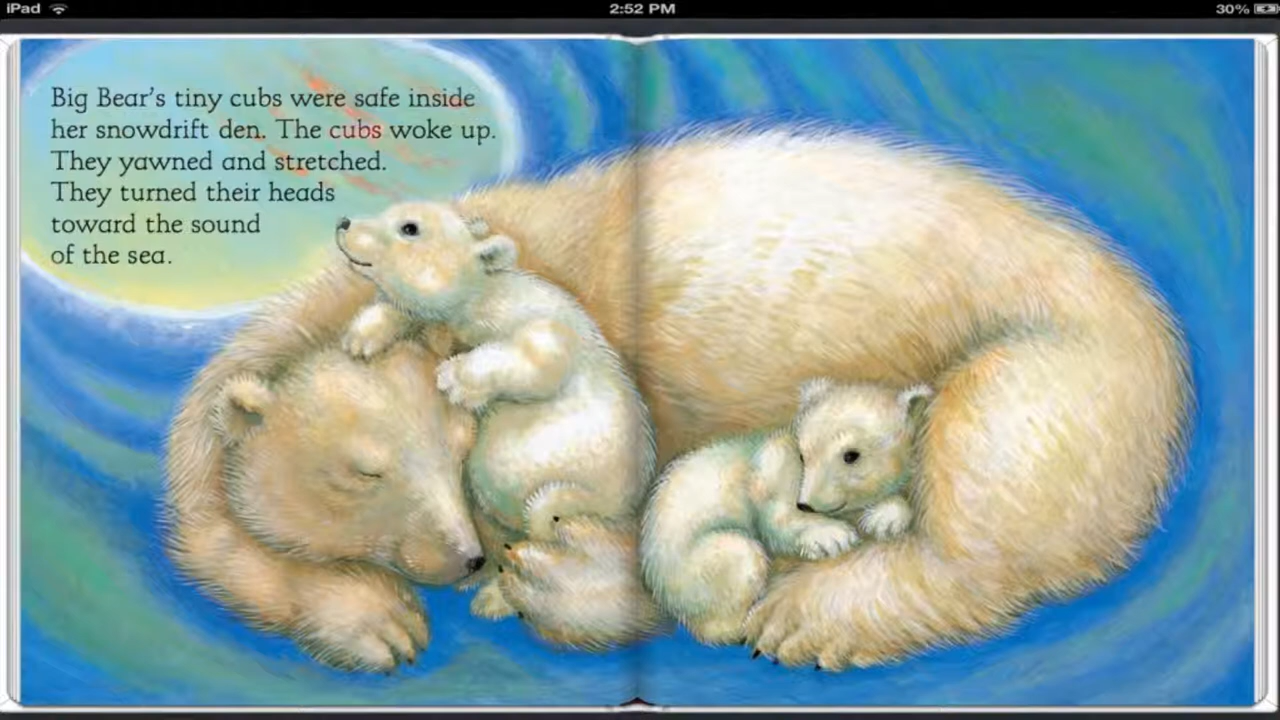 iPad
2:52 PM
30%
Big Bear's tiny cubs were safe inside
her snowdrift den. The cubs woke up.
They yawned and stretched.
They turned their heads
toward the sound
of the sea.